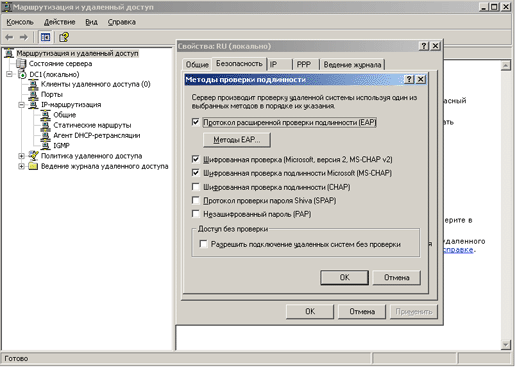 Маршрутизация и удаленный доступ
Консоль Действие Вид Справка
Маршрутизация и удаленный доступ
Состояние сервера
DC1(локально)
Клиенты удаленного доступа (0)
Порты
IP-маршрутизация
Общие
Статические маршруты
Агент DHCP-ретрансляции
IGMP
Политика удаленного доступа
Ведение журнала удаленного доступа
Свойства: RU (локально)
Общие Безопасность IP PPP Ведение журнала
Методы проверки подлинности
Сервер производит проверку удаленной системы используя один из
выбранных методов в порядке их указания.
Протокол расширенной проверки подлинности (EAP)
Методы EAP...
Шифрованная проверка (Microsoft, версия 2, MS-CHAP v2)
Шифрованная проверка подлинности Microsoft (MS-CHAP)
Шифрованная проверка подлинности (CHAP)
Протокол проверки пароля Shiva (SPAP)
Незашифрованный пароль (PAP)
Доступ без проверки
Разрешить подключение удаленных систем без проверки
OK Отмена
OK Отмена Применить
ерите в
удаленного
справке.
Готово